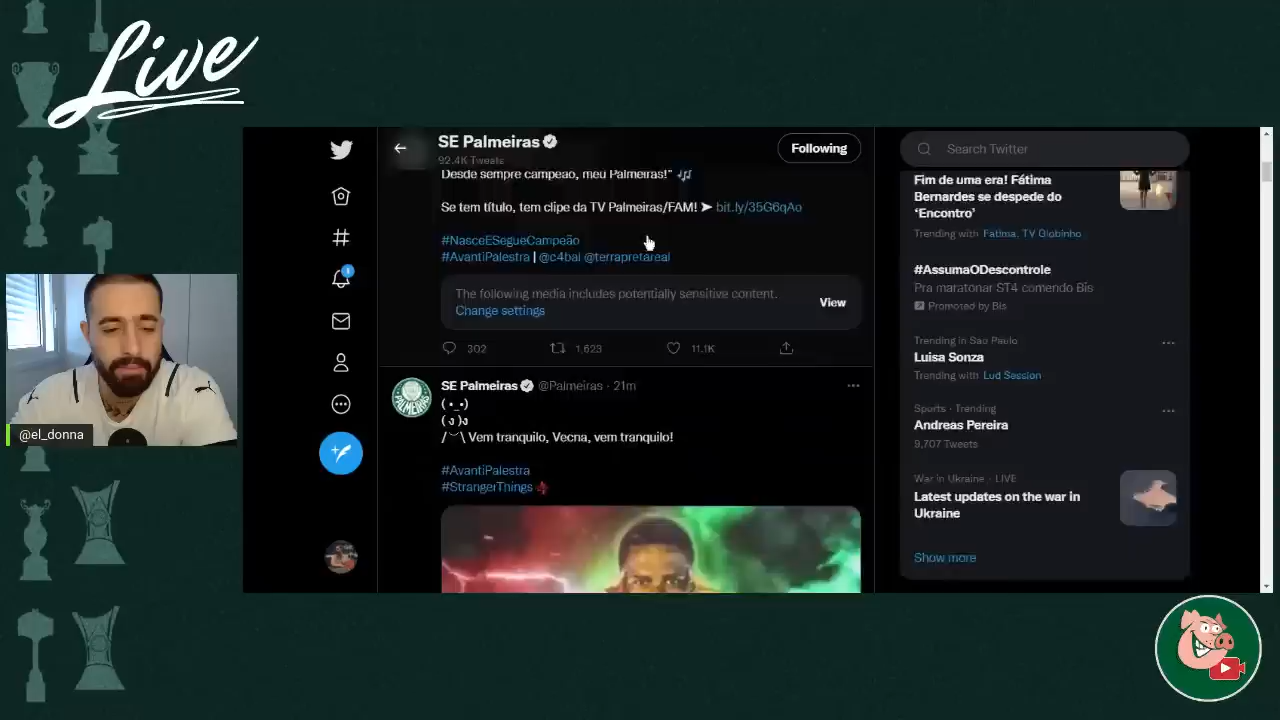 Live
SE Palmeiras
92.4K Tweets
Following
Desde sempre campeão, meu Palmeiras!" 🎶
Se tem título, tem clipe da TV Palmeiras/FAM! ➤ bit.ly/35G6qAo
#NasceESegueCampeão
#AvantiPalestra | @c4bal @terrapretareal
The following media includes potentially sensitive content.
Change settings
View
302 1,623 11.1K
SE Palmeiras @Palmeiras · 21m
( •_•)
( ง )ง
/︶\ Vem tranquilo, Vecna, vem tranquilo!
#AvantiPalestra
#StrangerThings
Search Twitter
Fim de uma era! Fátima
Bernardes se despede do
'Encontro'
Trending with Fatima, TV Globinho
#AssumaODescontrole
Pra maratonar ST4 comendo Bis
Promoted by Bis
Trending in Sao Paulo
Luisa Sonza
Trending with Lud Session
Sports · Trending
Andreas Pereira
9,707 Tweets
War in Ukraine · LIVE
Latest updates on the war in
Ukraine
Show more
@el_donna
PALMEIRAS
1